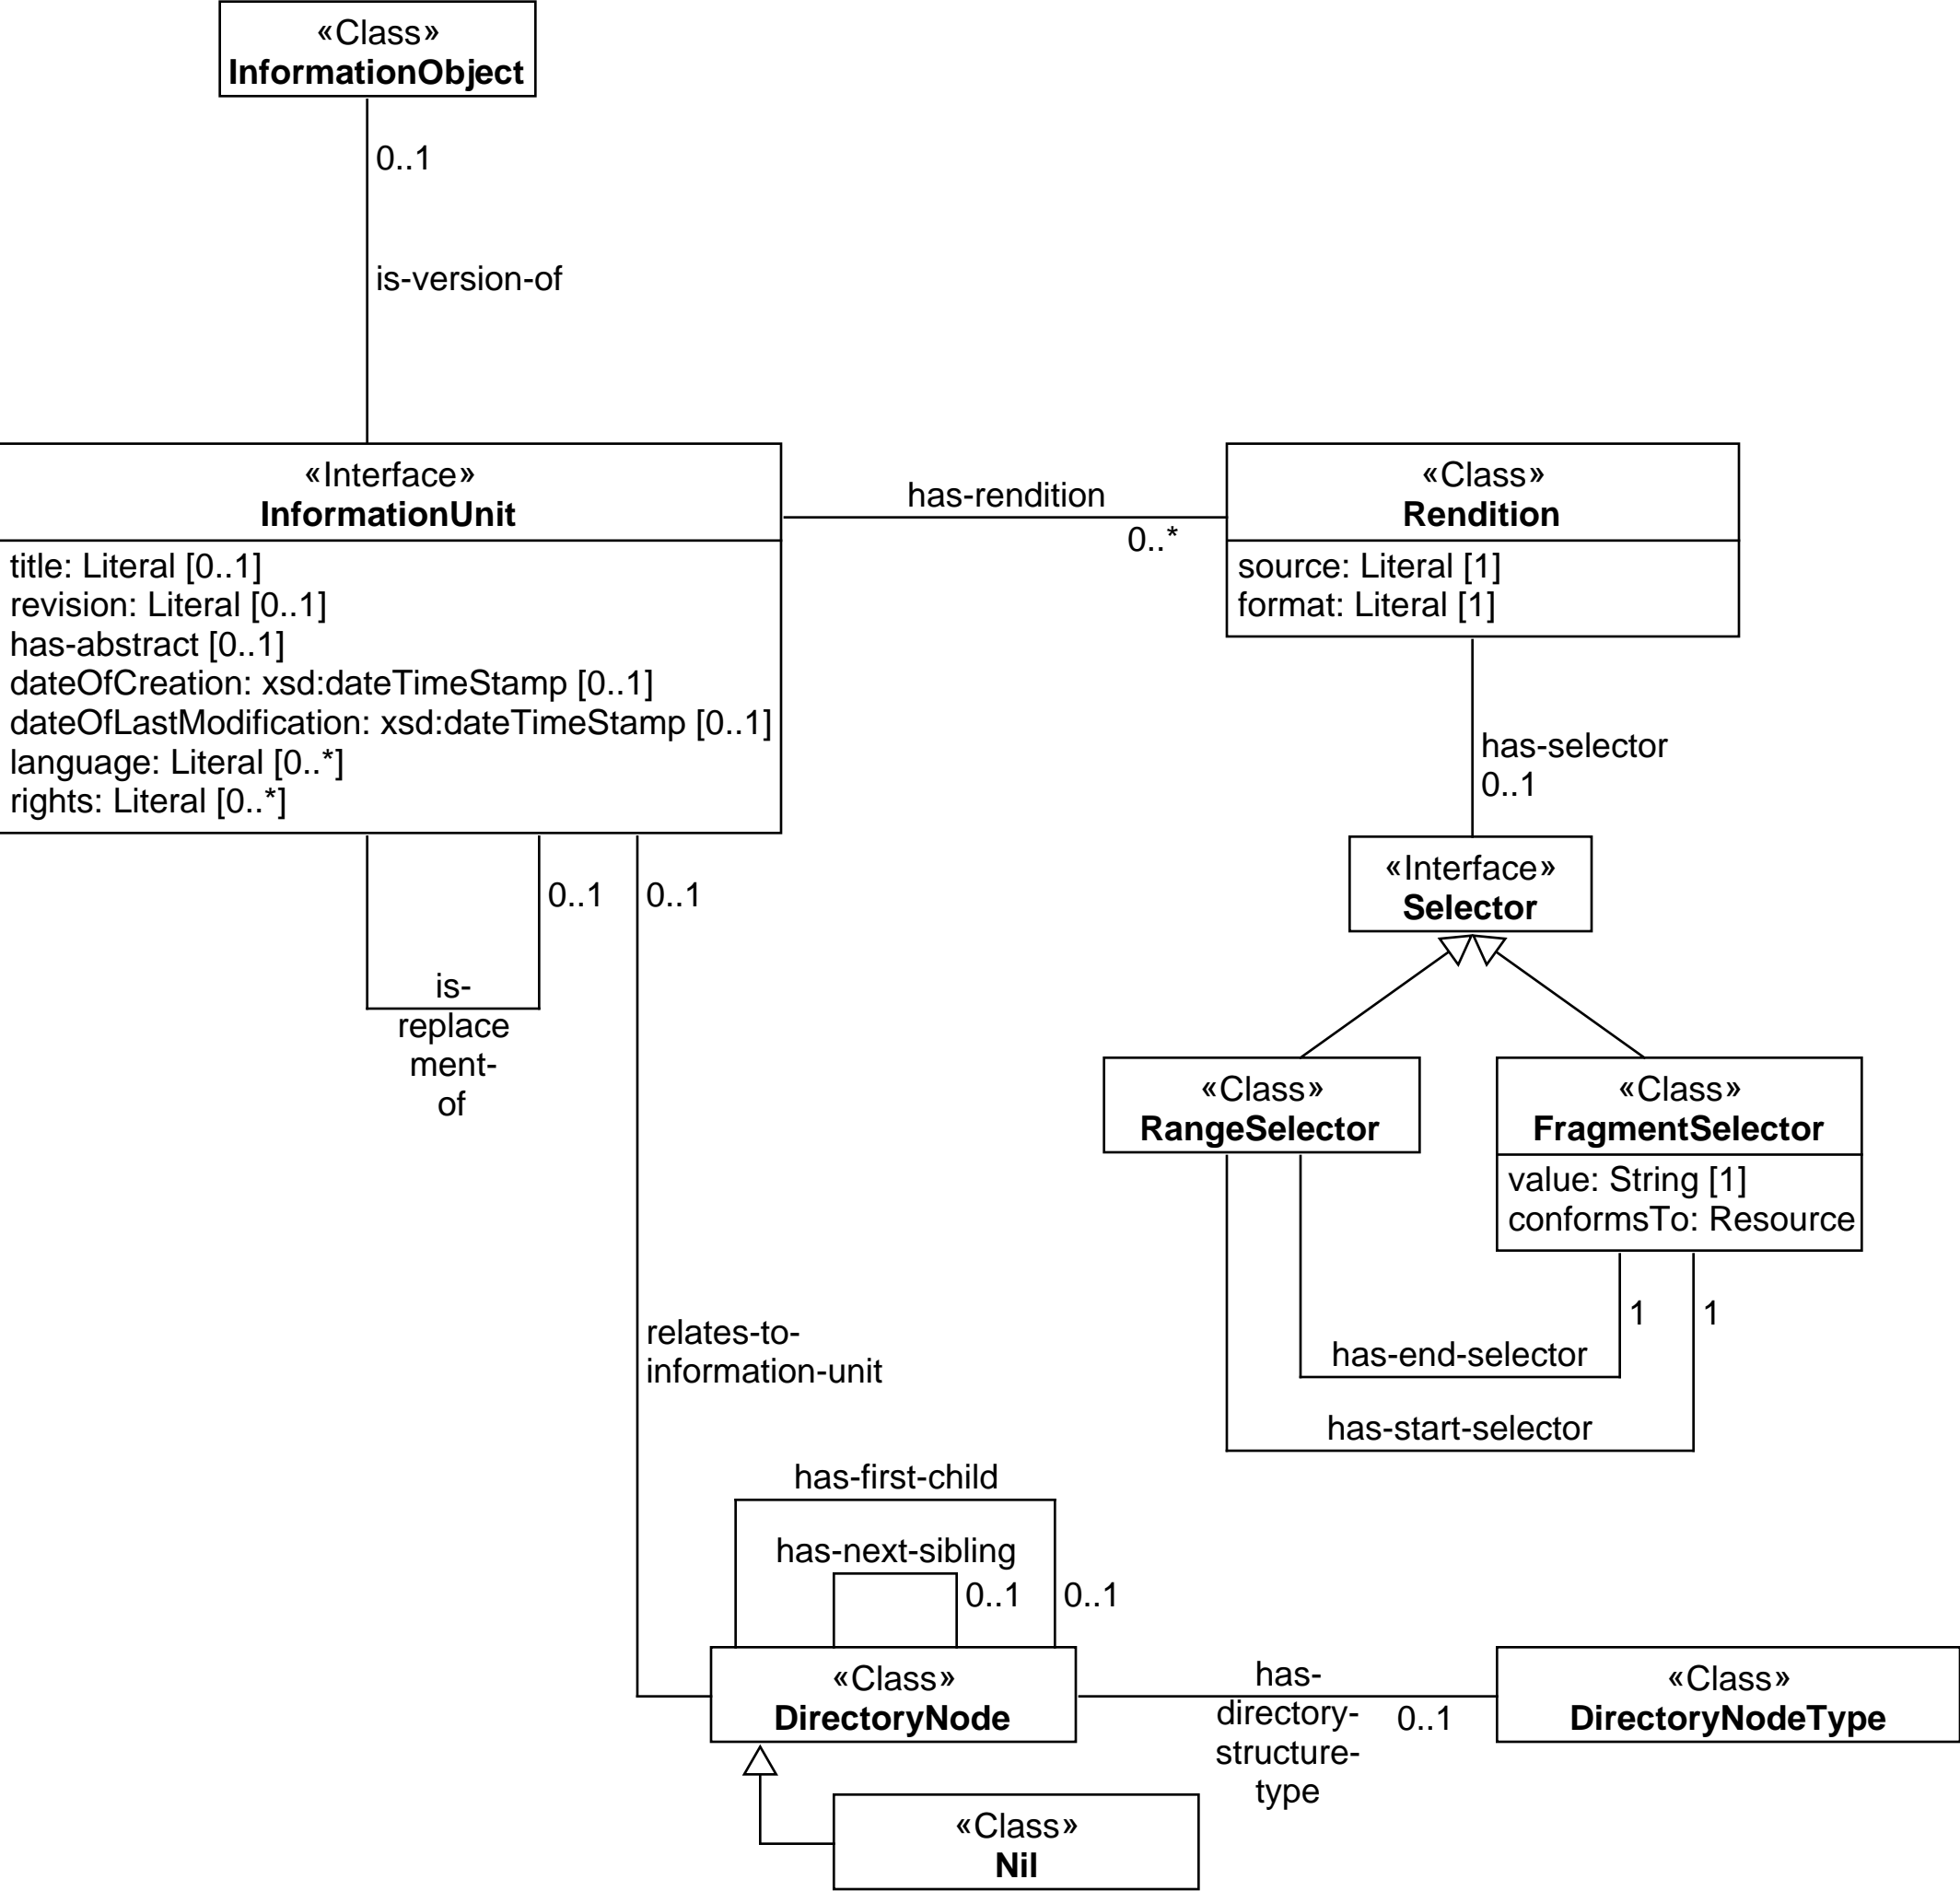 «Class»
InformationObject
0..1
is-version-of
«Interface»
InformationUnit
title: Literal [0..1]
revision: Literal [0..1]
has-abstract [0..1]
dateOfCreation: xsd:dateTimeStamp [0..1]
dateOfLastModification: xsd:dateTimeStamp [0..1]
language: Literal [0..*]
rights: Literal [0..*]
has-rendition
0..*
«Class»
Rendition
source: Literal [1]
format: Literal [1]
has-selector
0..1
«Interface»
Selector
0..1
is-
replace
ment-
of
0..1
relates-to-
information-unit
«Class»
RangeSelector
«Class»
FragmentSelector
value: String [1]
conformsTo: Resource
1
1
has-end-selector
has-start-selector
has-first-child
has-next-sibling
0..1
0..1
«Class»
DirectoryNode
has-
directory-
structure-
type
0..1
«Class»
DirectoryNodeType
«Class»
Nil